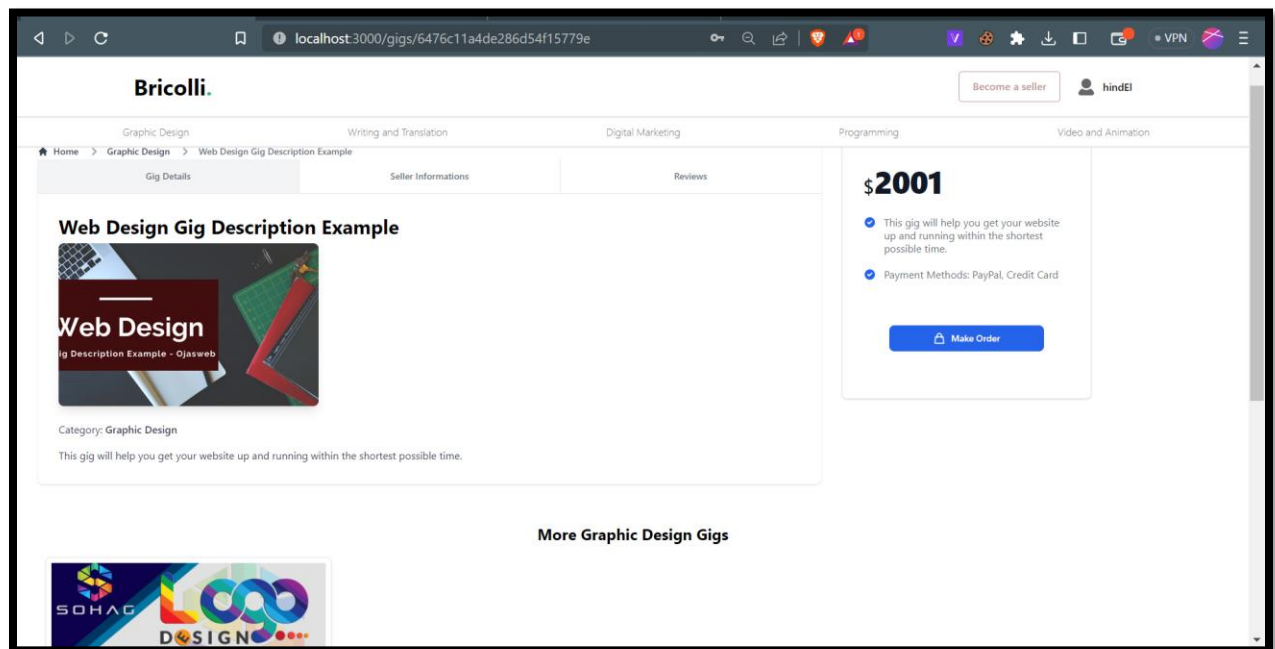 localhost:3000/gigs/6476c11a4de286d54f15779e
VPN
Bricolli.
Become a seller
hindEl
Graphic Design
Writing and Translation
Digital Marketing
Programming
Video and Animation
Home > Graphic Design > Web Design Gig Description Example
Gig Details
Seller Informations
Reviews
Web Design Gig Description Example
Web Design
ig Description Example - Ojasweb
Category: Graphic Design
This gig will help you get your website up and running within the shortest possible time.
$2001
This gig will help you get your website
up and running within the shortest
possible time.
Payment Methods: PayPal, Credit Card
Make Order
More Graphic Design Gigs
SOHAG
LOGO
DESIGN